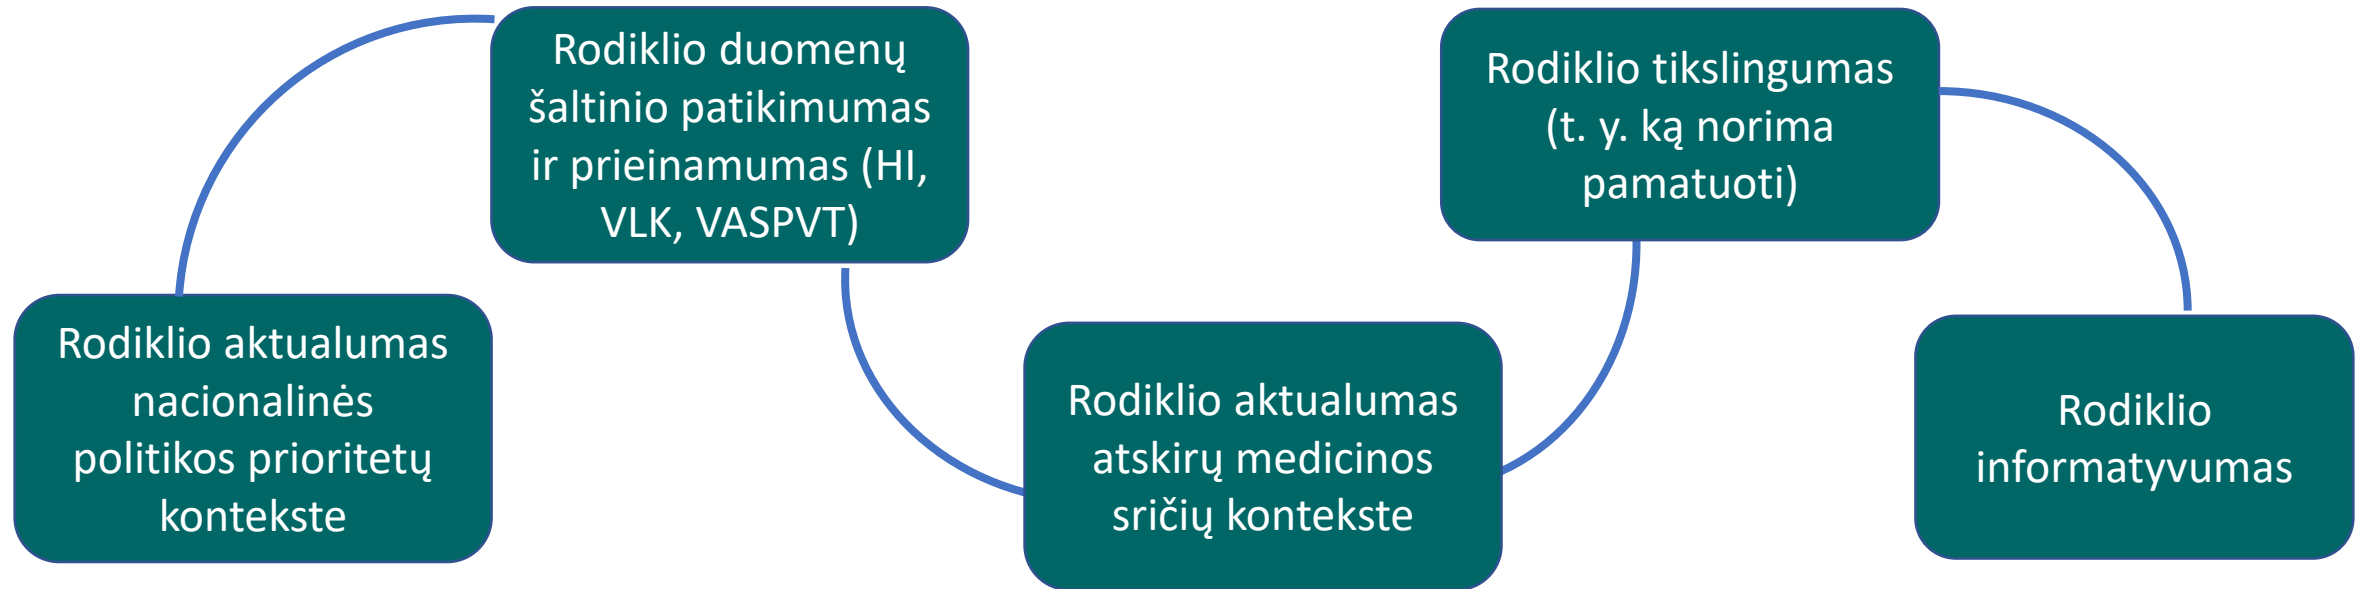 Rodiklio aktualumas
nacionalinės
politikos prioritetų
kontekste
Rodiklio duomenų
šaltinio patikimumas
ir prieinamumas (HI,
VLK, VASPVT)
Rodiklio aktualumas
atskirų medicinos
sričių kontekste
Rodiklio tikslingumas
(t. y. ką norima
pamatuoti)
Rodiklio
informatyvumas